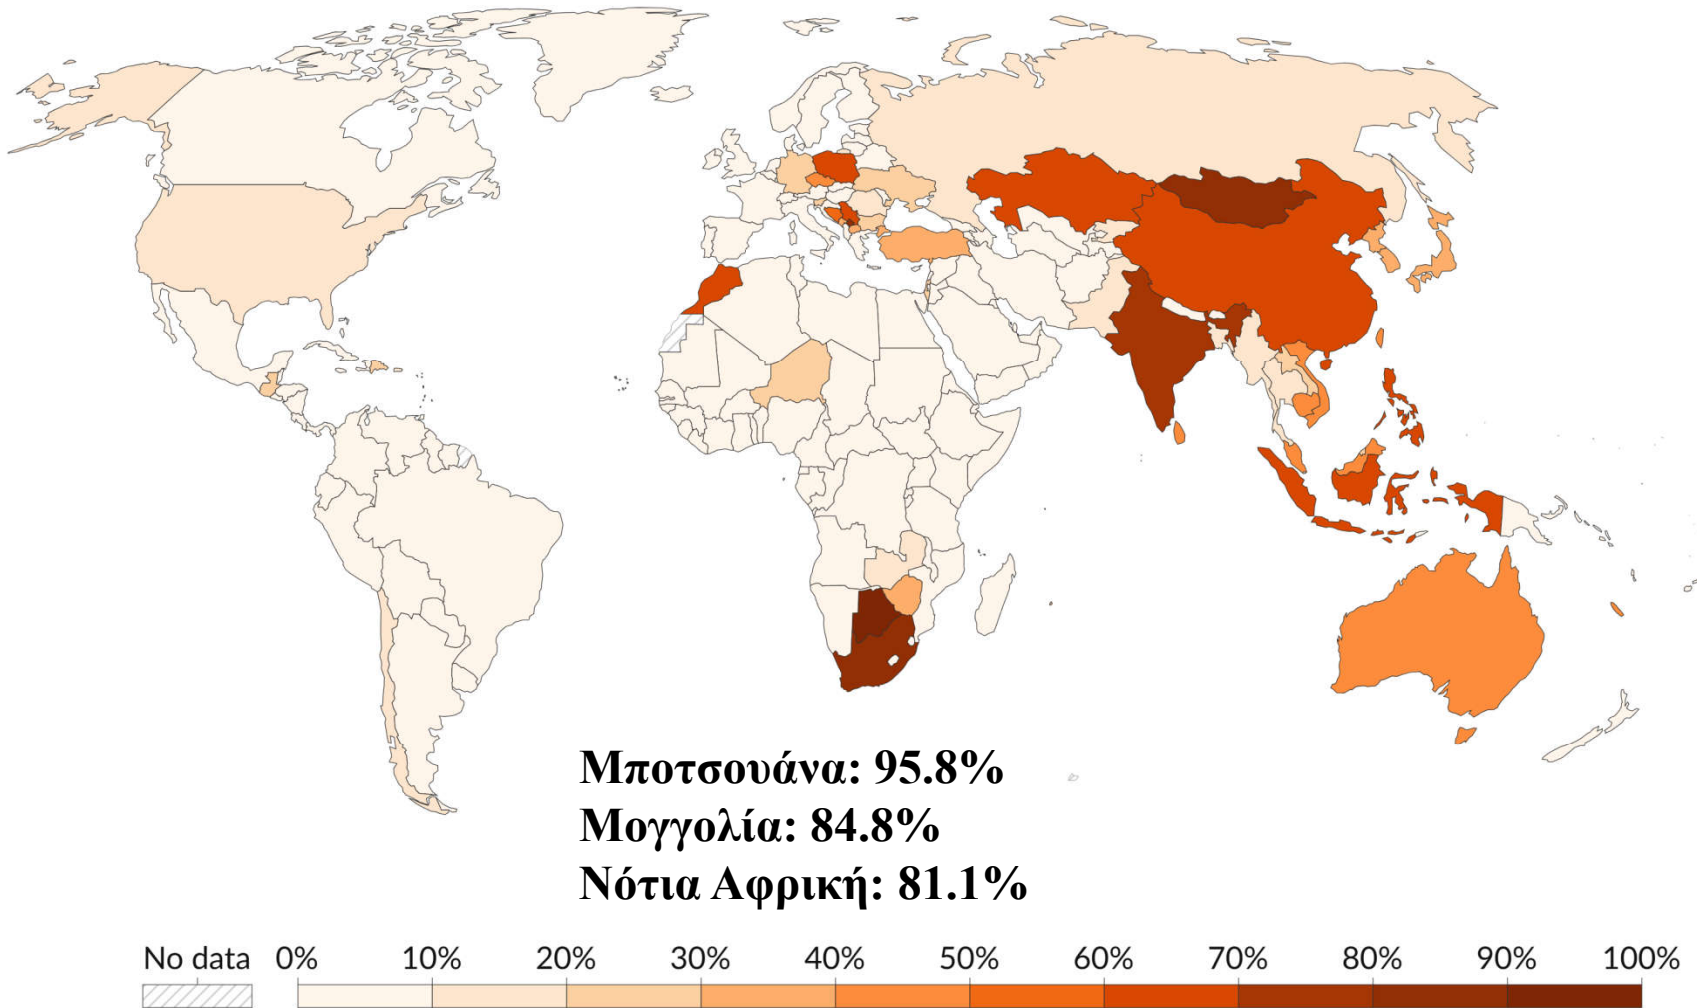 Μποτσουάνα: 95.8%
Μογγολία: 84.8%
Νότια Αφρική: 81.1%
No data 0% 10% 20% 30% 40% 50% 60% 70% 80% 90% 100%